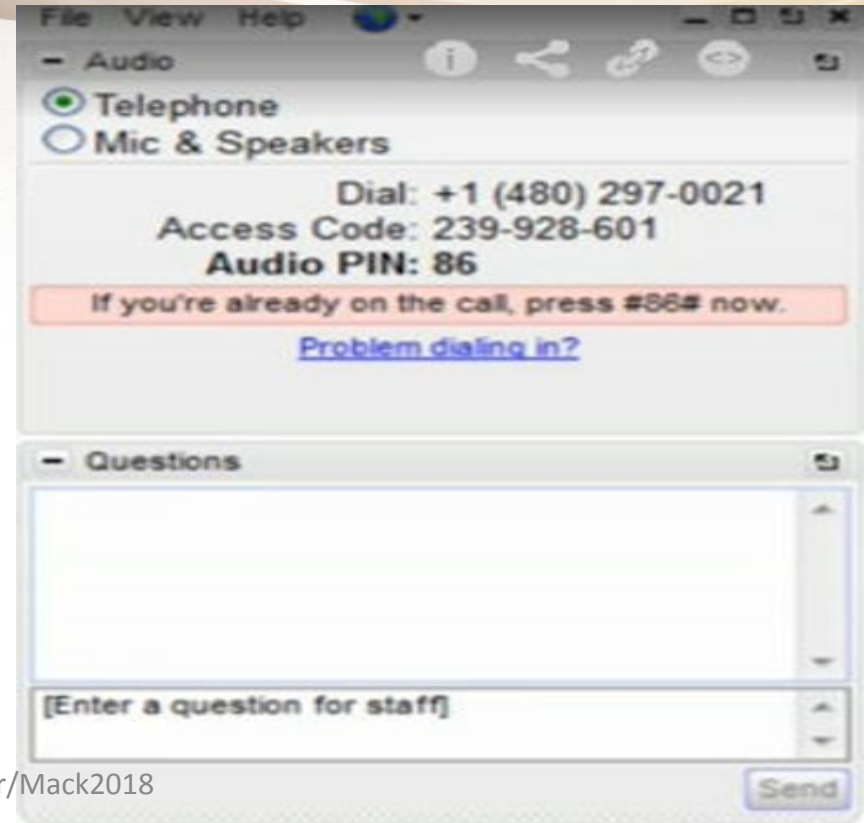 File View Help
Audio
Telephone
Mic & Speakers
Dial: +1 (480) 297-0021
Access Code: 239-928-601
Audio PIN: 86
If you're already on the call, press #86# now.
Problem dialing in?
Questions
[Enter a question for staff]
r/Mack2018
Send